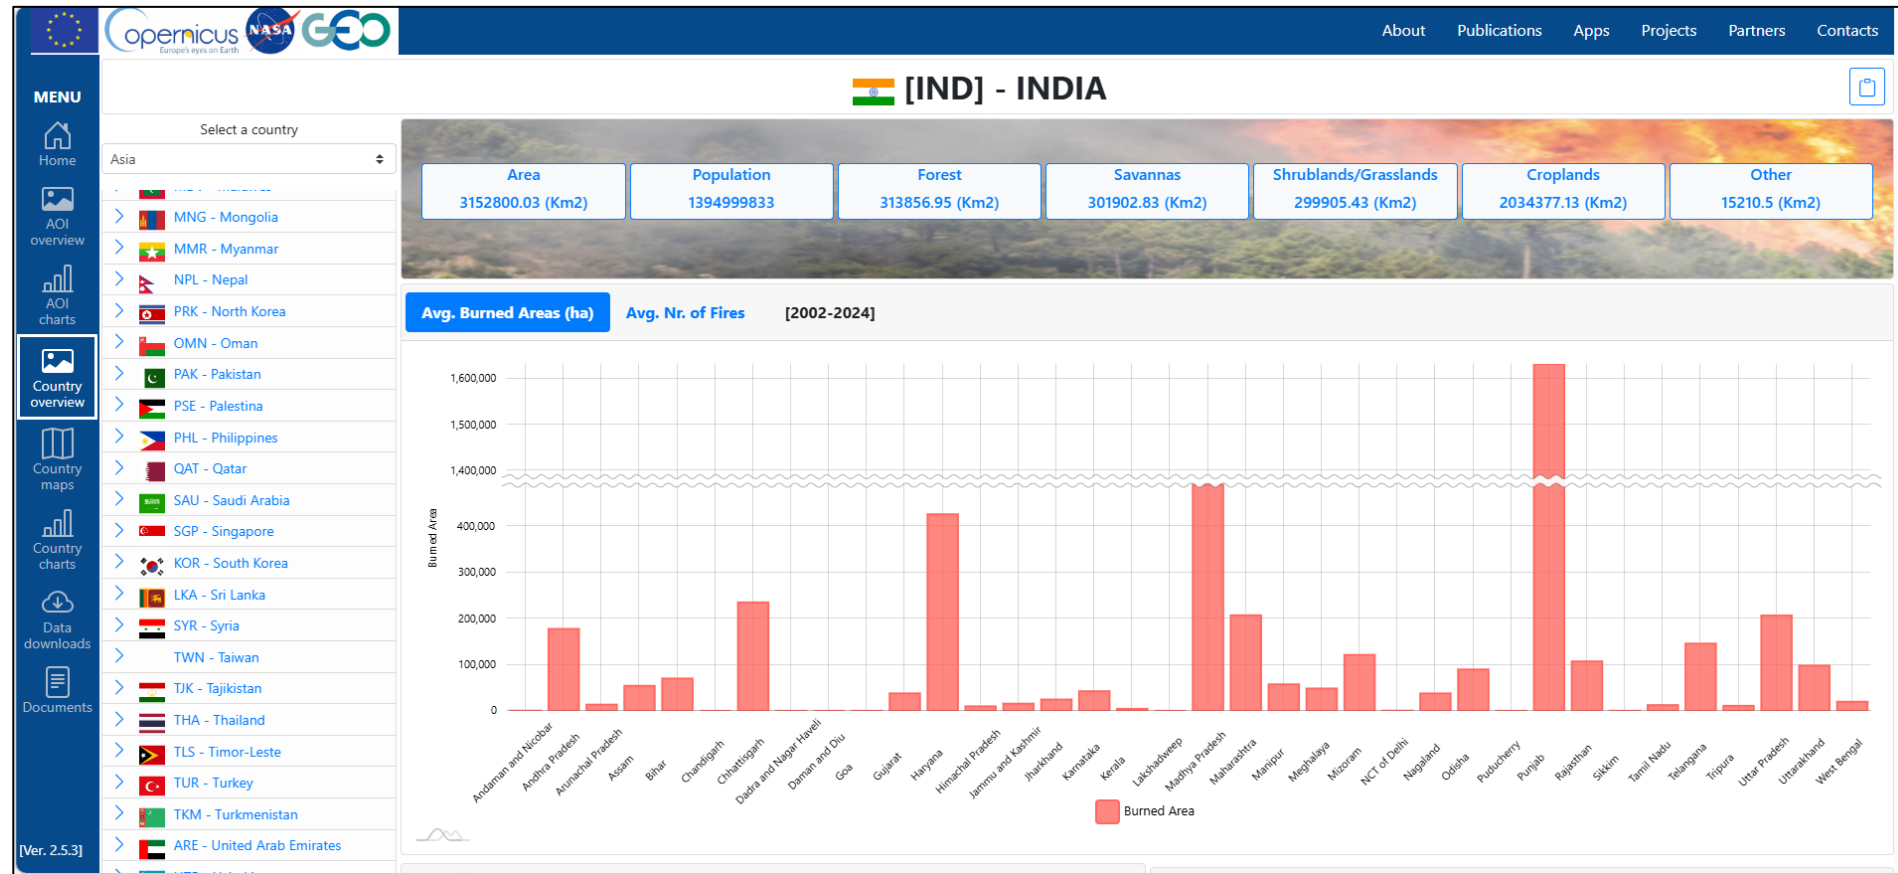 opernicus
Europe's eyes on Earth
NASA
GEO
About Publications Apps Projects Partners Contacts
MENU
Home
AOI
overview
AOI
charts
Country
overview
Country
maps
Country
charts
Data
downloads
Documents
[Ver. 2.5.3]
[IND] - INDIA
Select a country
Asia
MNG - Mongolia
MMR - Myanmar
NPL - Nepal
PRK - North Korea
OMN - Oman
PAK - Pakistan
PSE - Palestina
PHL - Philippines
QAT - Qatar
SAU - Saudi Arabia
SGP - Singapore
KOR - South Korea
LKA - Sri Lanka
SYR - Syria
TWN - Taiwan
TJK - Tajikistan
THA - Thailand
TLS - Timor-Leste
TUR - Turkey
TKM - Turkmenistan
ARE - United Arab Emirates
Area
3152800.03 (Km2)
Population
1394999833
Forest
313856.95 (Km2)
Savannas
301902.83 (Km2)
Shrublands/Grasslands
299905.43 (Km2)
Croplands
2034377.13 (Km2)
Other
15210.5 (Km2)
Avg. Burned Areas (ha) Avg. Nr. of Fires [2002-2024]
Burned Area
1,600,000
1,500,000
1,400,000
400,000
300,000
200,000
100,000
0
Andaman and Nicobar
Andhra Pradesh
Arunachal Pradesh
Assam
Bihar
Chandigarh
Chhattisgarh
Dadra and Nagar Haveli
Daman and Diu
Goa
Gujarat
Haryana
Himachal Pradesh
Jammu and Kashmir
Jharkhand
Karnataka
Kerala
Lakshadweep
Madhya Pradesh
Maharashtra
Manipur
Meghalaya
Mizoram
NCT of Delhi
Nagaland
Odisha
Puducherry
Punjab
Rajasthan
Sikkim
Tamil Nadu
Telangana
Tripura
Uttar Pradesh
Uttarakhand
West Bengal
Burned Area